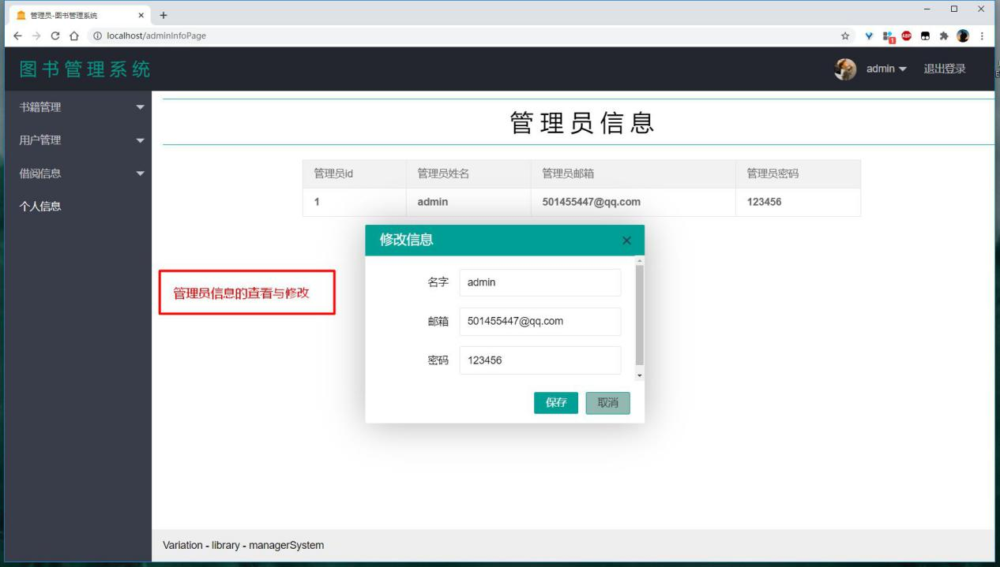 管理员-图书管理系统
localhost/adminInfoPage
1
ABP
图书管理系统
admin
退出登录
书籍管理
用户管理
借阅信息
个人信息
管理员信息
管理员id 管理员姓名 管理员邮箱 管理员密码
1 admin 501455447@qq.com 123456
修改信息
名字 admin
邮箱 501455447@qq.com
密码 123456
保存 取消
管理员信息的查看与修改
Variation - library - managerSystem